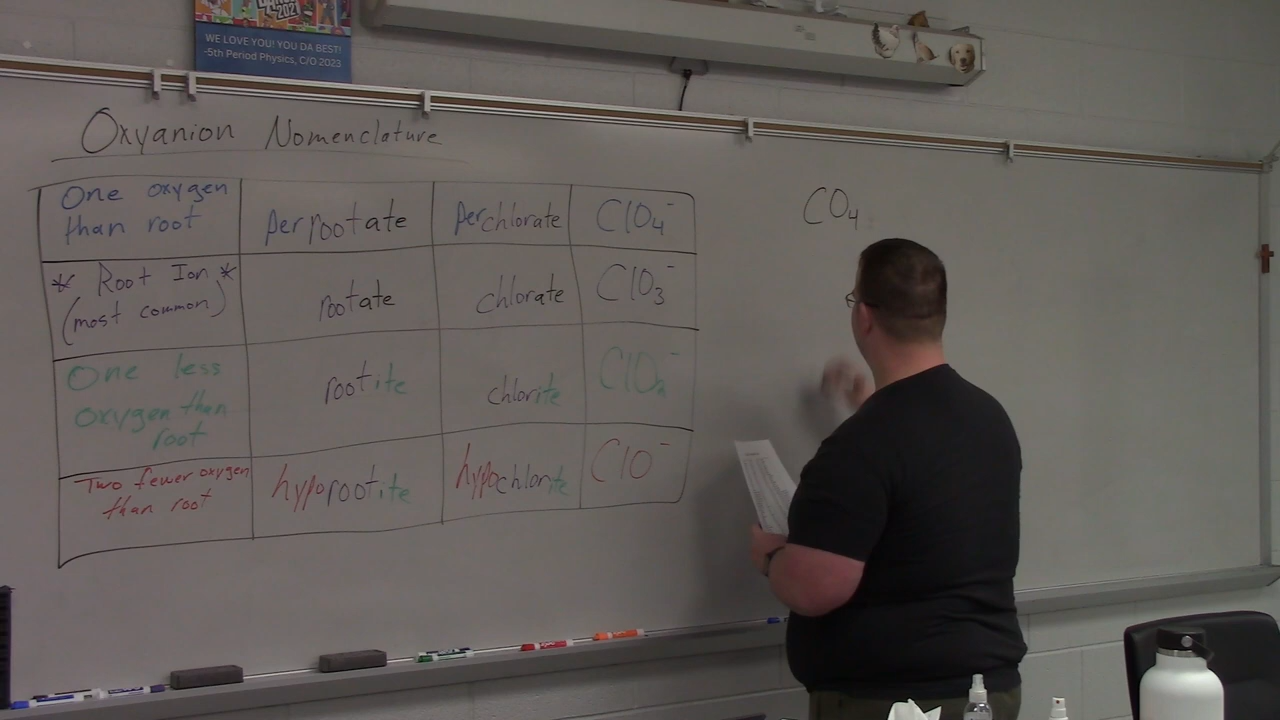 2021
WE LOVE YOU! YOU DA BEST!
-5th Period Physics, C/O 2023
Oxyanion Nomenclature
One oxygen
than root
perrootate
perchlorate
ClO4-
* Root Ion *
(most common)
rootate
chlorate
ClO3-
One less
oxygen than
root
rootite
chlorite
ClO2-
Two fewer oxygen
than root
hyporootite
hypochlorite
ClO-
CO4